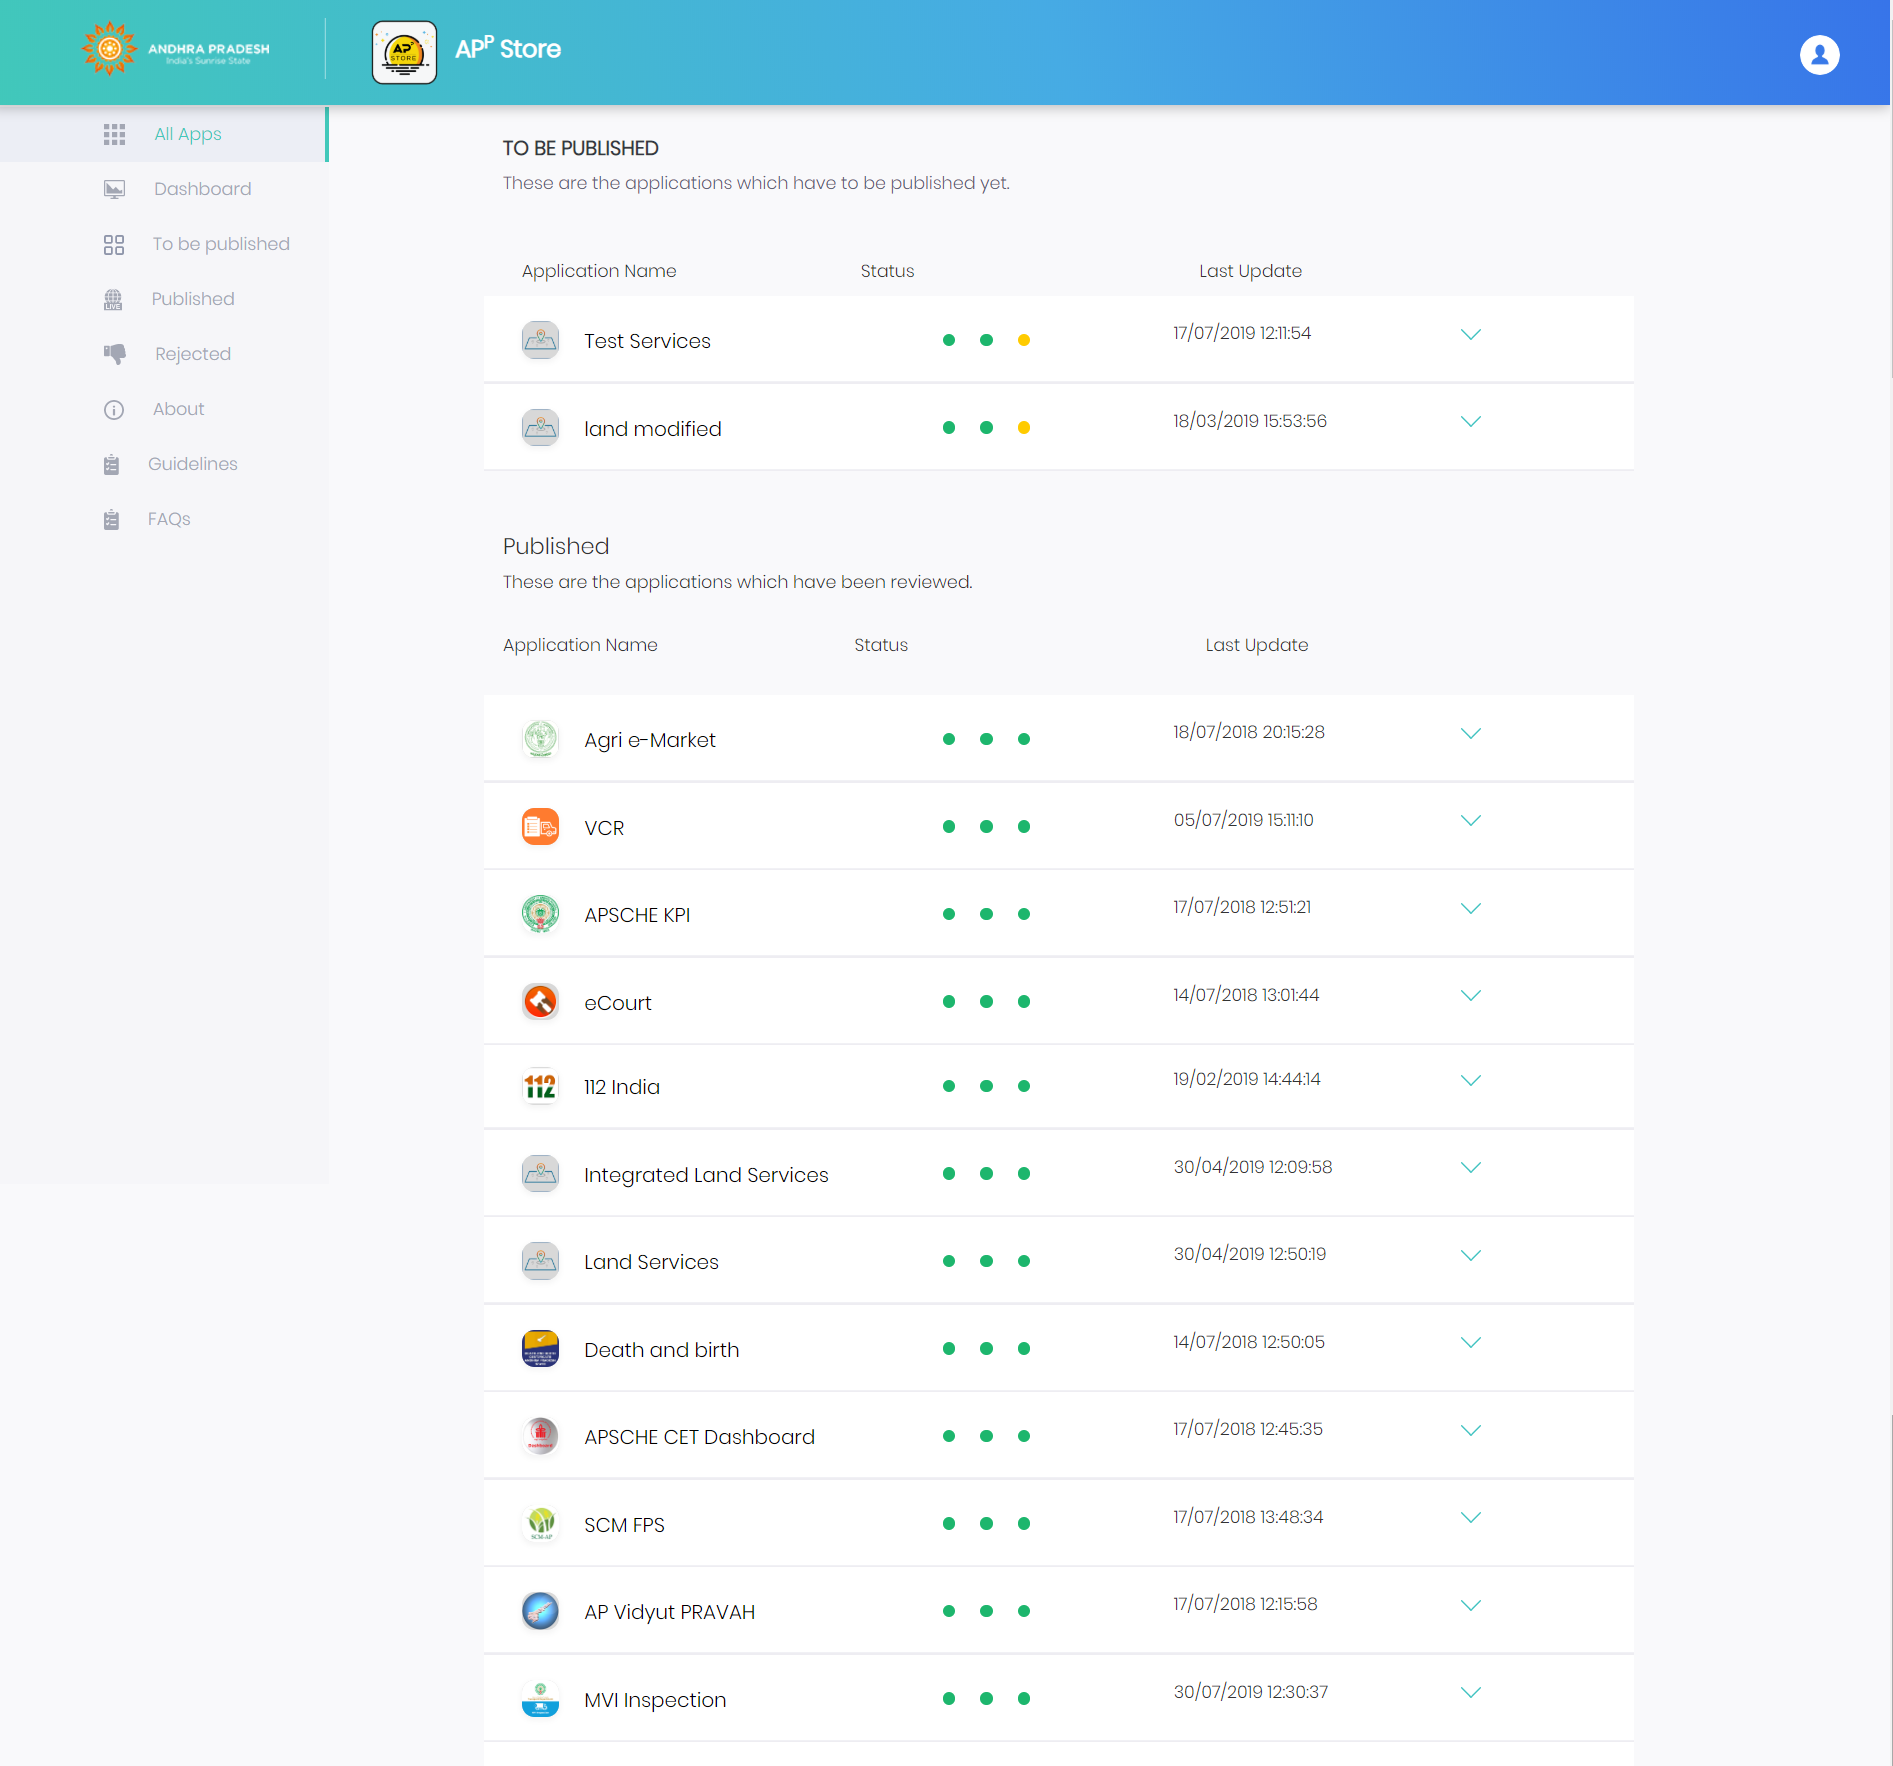 ANDHRA PRADESH
India's Sunrise State
APP
STORE
APP Store
All Apps
Dashboard
To be published
LIVE
Published
Rejected
About
Guidelines
FAQs
TO BE PUBLISHED
These are the applications which have to be published yet.
Application Name Status Last Update
Test Services 17/07/2019 12:11:54
land modified 18/03/2019 15:53:56
Published
These are the applications which have been reviewed.
Application Name Status Last Update
Agri e-Market 18/07/2018 20:15:28
VCR 05/07/2019 15:11:10
APSCHE KPI 17/07/2018 12:51:21
eCourt 14/07/2018 13:01:44
112
112 India 19/02/2019 14:44:14
Integrated Land Services 30/04/2019 12:09:58
Land Services 30/04/2019 12:50:19
Death and birth 14/07/2018 12:50:05
Dashboard
APSCHE CET Dashboard 17/07/2018 12:45:35
SCM-AP
SCM FPS 17/07/2018 13:48:34
AP Vidyut PRAVAH 17/07/2018 12:15:58
MVI Inspection 30/07/2019 12:30:37